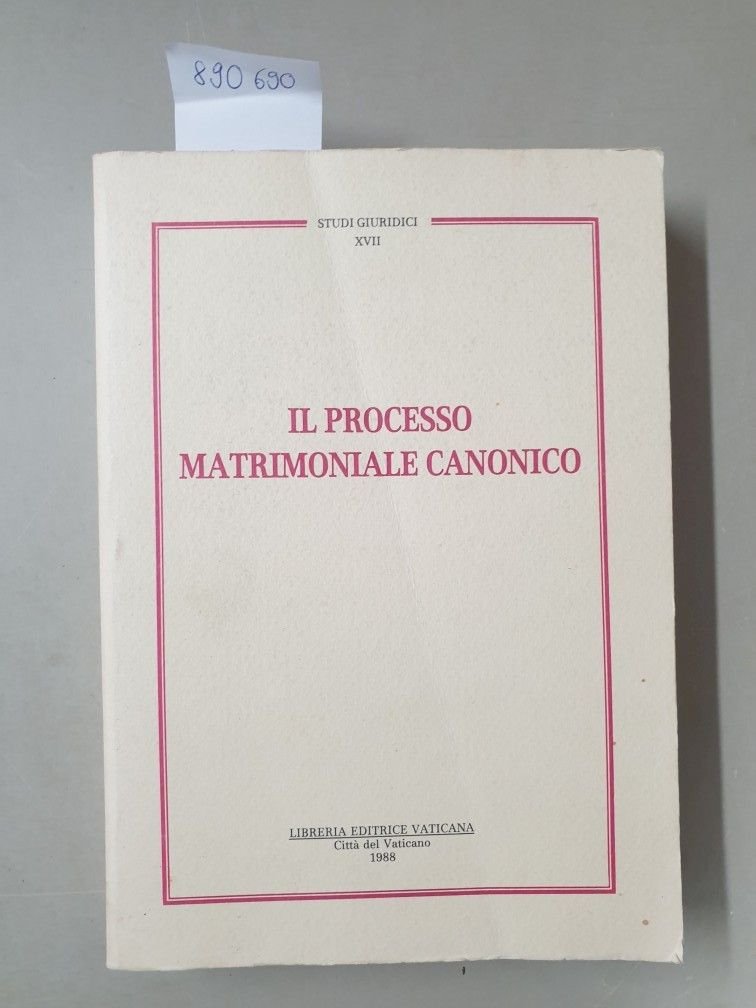 890 690
STUDI GIURIDICI
XVII
IL PROCESSO
MATRIMONIALE CANONICO
LIBRERIA EDITRICE VATICANA
Città del Vaticano
1988